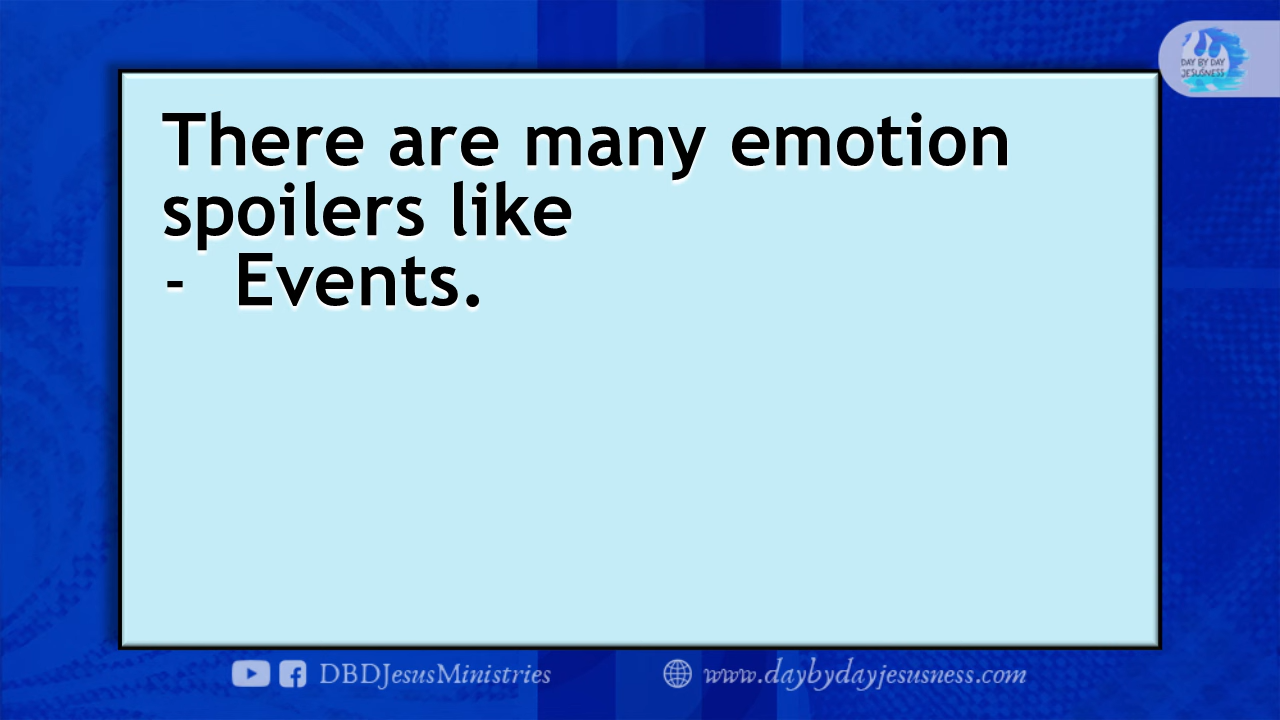 DAY BY DAY
JESUSNESS
There are many emotion
spoilers like
- Events.
DBDJesusMinistries
www.daybydayjesusness.com